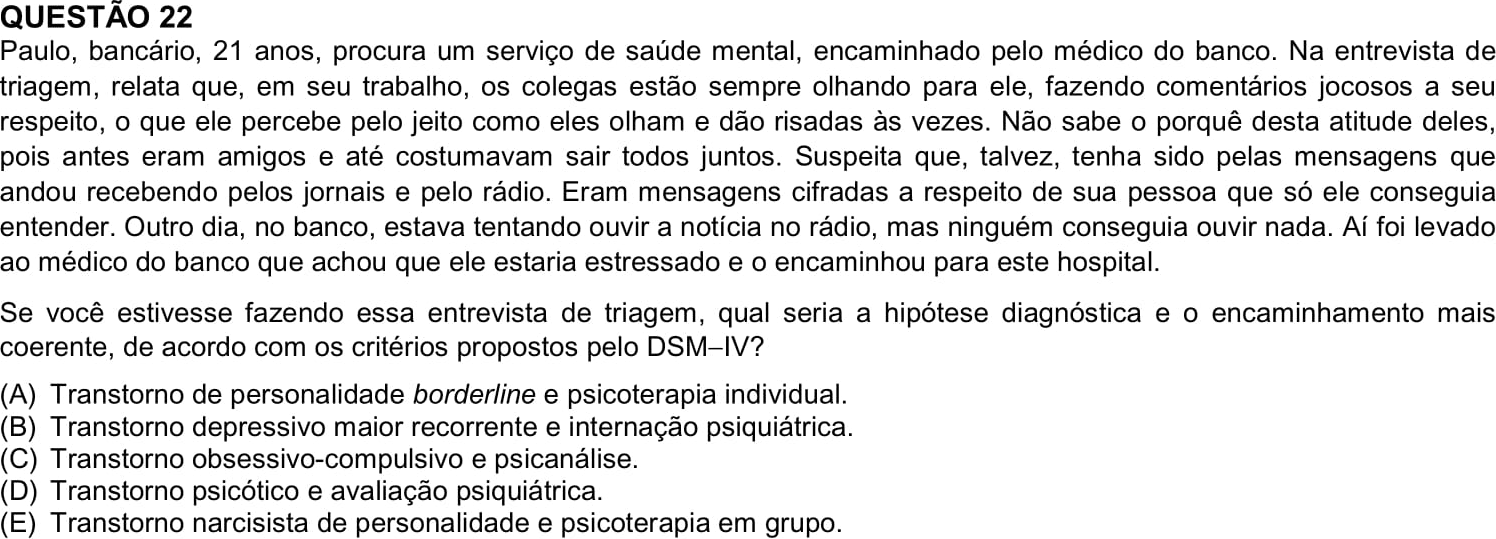 QUESTÃO 22
Paulo, bancário, 21 anos, procura um serviço de saúde mental, encaminhado pelo médico do banco. Na entrevista de
triagem, relata que, em seu trabalho, os colegas estão sempre olhando para ele, fazendo comentários jocosos a seu
respeito, o que ele percebe pelo jeito como eles olham e dão risadas às vezes. Não sabe o porquê desta atitude deles,
pois antes eram amigos e até costumavam sair todos juntos. Suspeita que, talvez, tenha sido pelas mensagens que
andou recebendo pelos jornais e pelo rádio. Eram mensagens cifradas a respeito de sua pessoa que só ele conseguia
entender. Outro dia, no banco, estava tentando ouvir a notícia no rádio, mas ninguém conseguia ouvir nada. Aí foi levado
ao médico do banco que achou que ele estaria estressado e o encaminhou para este hospital.
Se você estivesse fazendo essa entrevista de triagem, qual seria a hipótese diagnóstica e o encaminhamento mais
coerente, de acordo com os critérios propostos pelo DSM–IV?
(A) Transtorno de personalidade borderline e psicoterapia individual.
(B) Transtorno depressivo maior recorrente e internação psiquiátrica.
(C) Transtorno obsessivo-compulsivo e psicanálise.
(D) Transtorno psicótico e avaliação psiquiátrica.
(E) Transtorno narcisista de personalidade e psicoterapia em grupo.